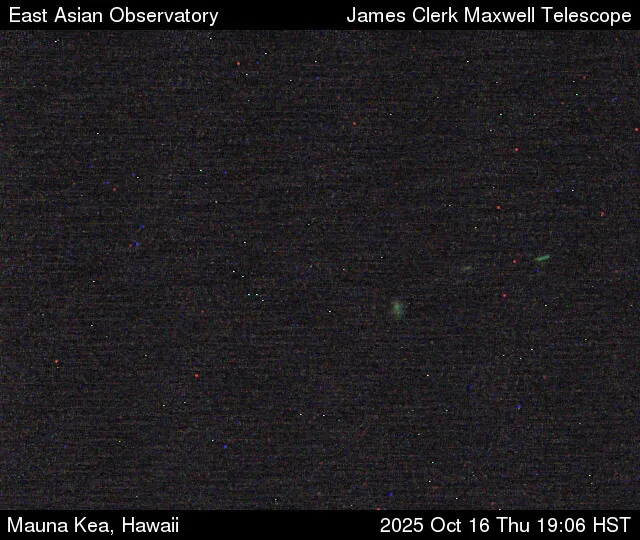 East Asian Observatory
James Clerk Maxwell Telescope
Mauna Kea, Hawaii
2025 Oct 16 Thu 19:06 HST